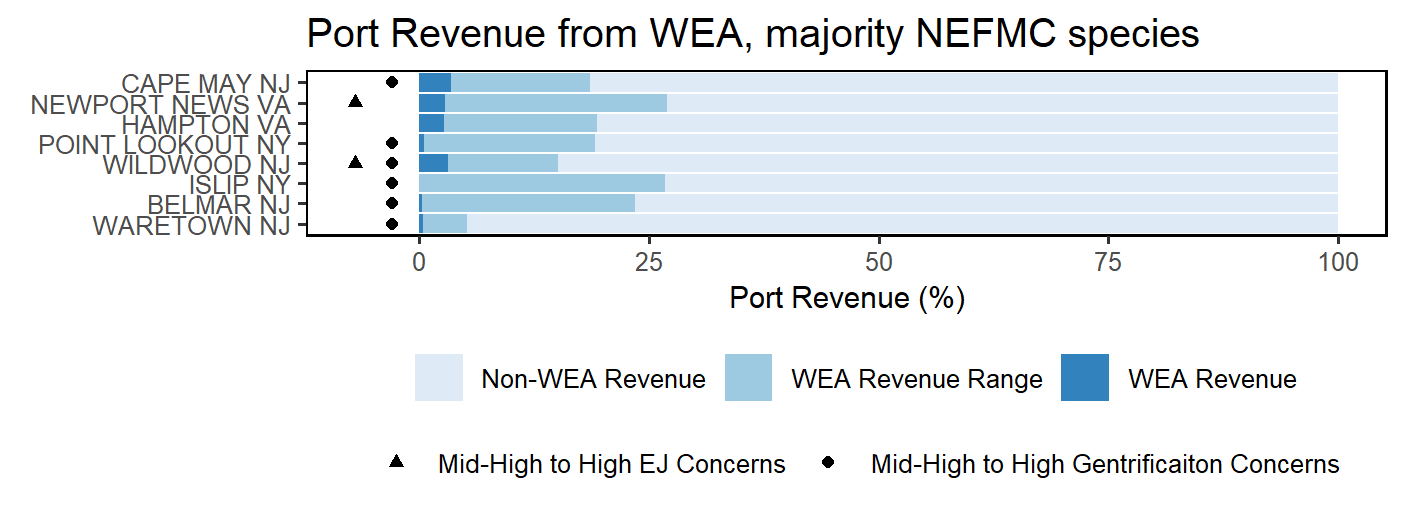 Port Revenue from WEA, majority NEFMC species
CAPE MAY NJ
NEWPORT NEWS VA
HAMPTON VA
POINT LOOKOUT NY
WILDWOOD NJ
ISLIP NY
BELMAR NJ
WARETOWN NJ
0 25 50 75 100
Port Revenue (%)
Non-WEA Revenue WEA Revenue Range WEA Revenue
Mid-High to High EJ Concerns Mid-High to High Gentrificaiton Concerns